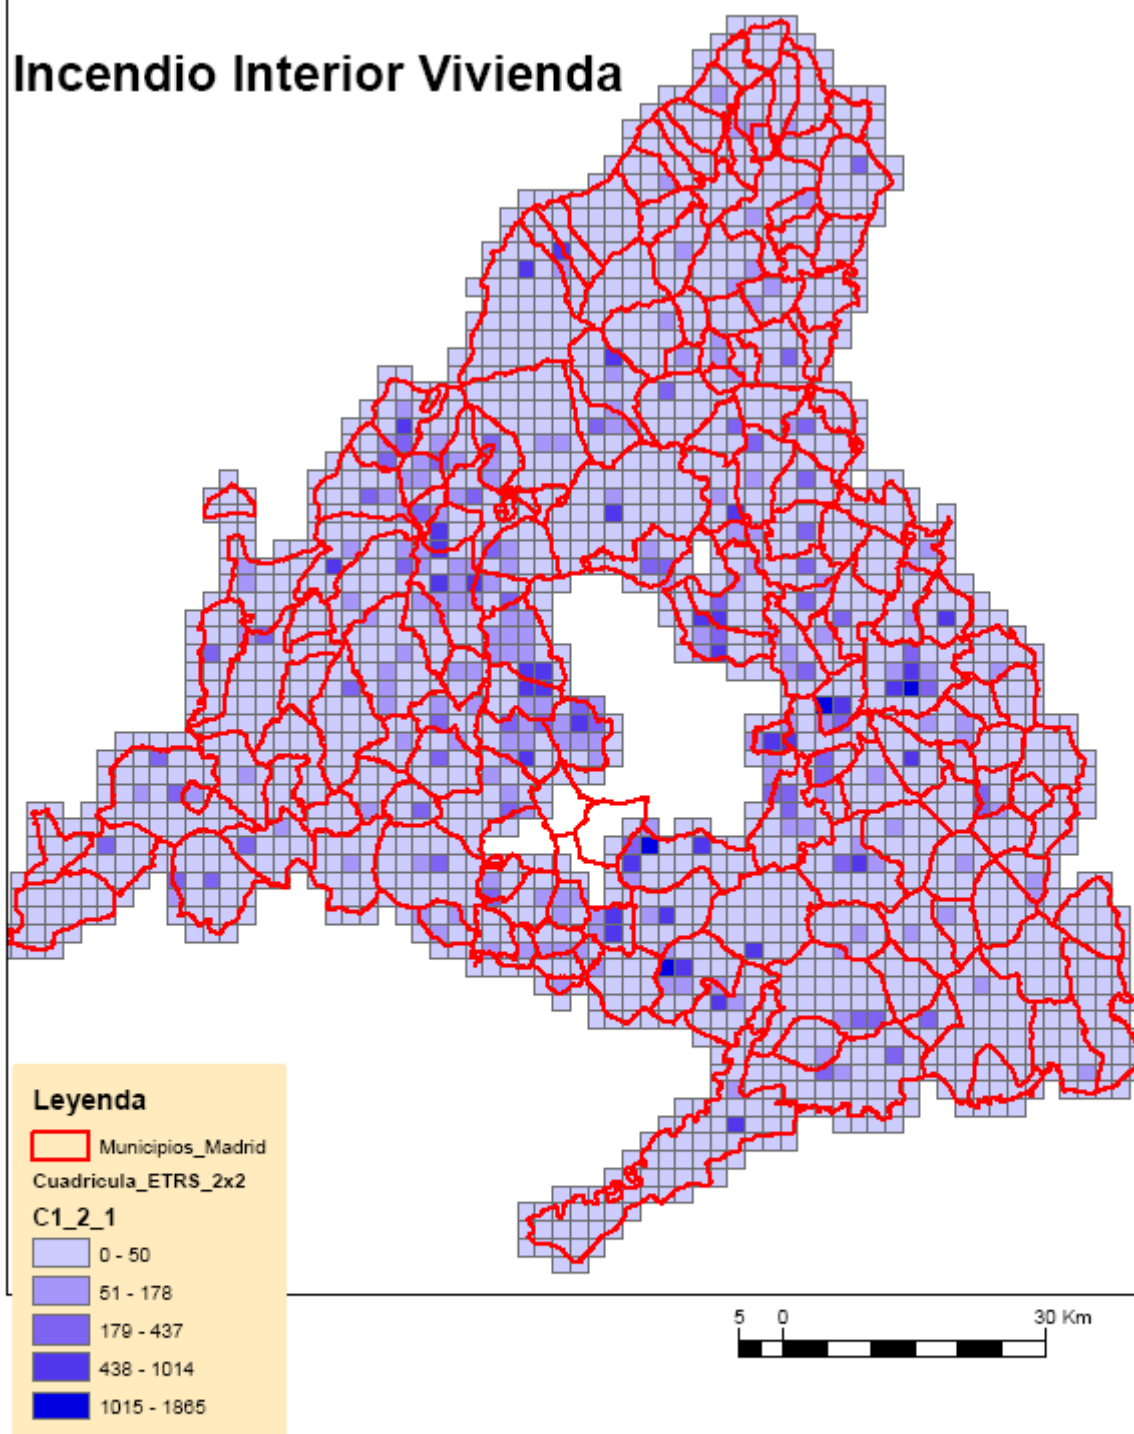 Incendio Interior Vivienda
Leyenda
Municipios_Madrid
Cuadricula_ETRS_2x2
C1_2_1
0 - 50
51 - 178
179 - 437
438 - 1014
1015 - 1865
5 0 30 Km